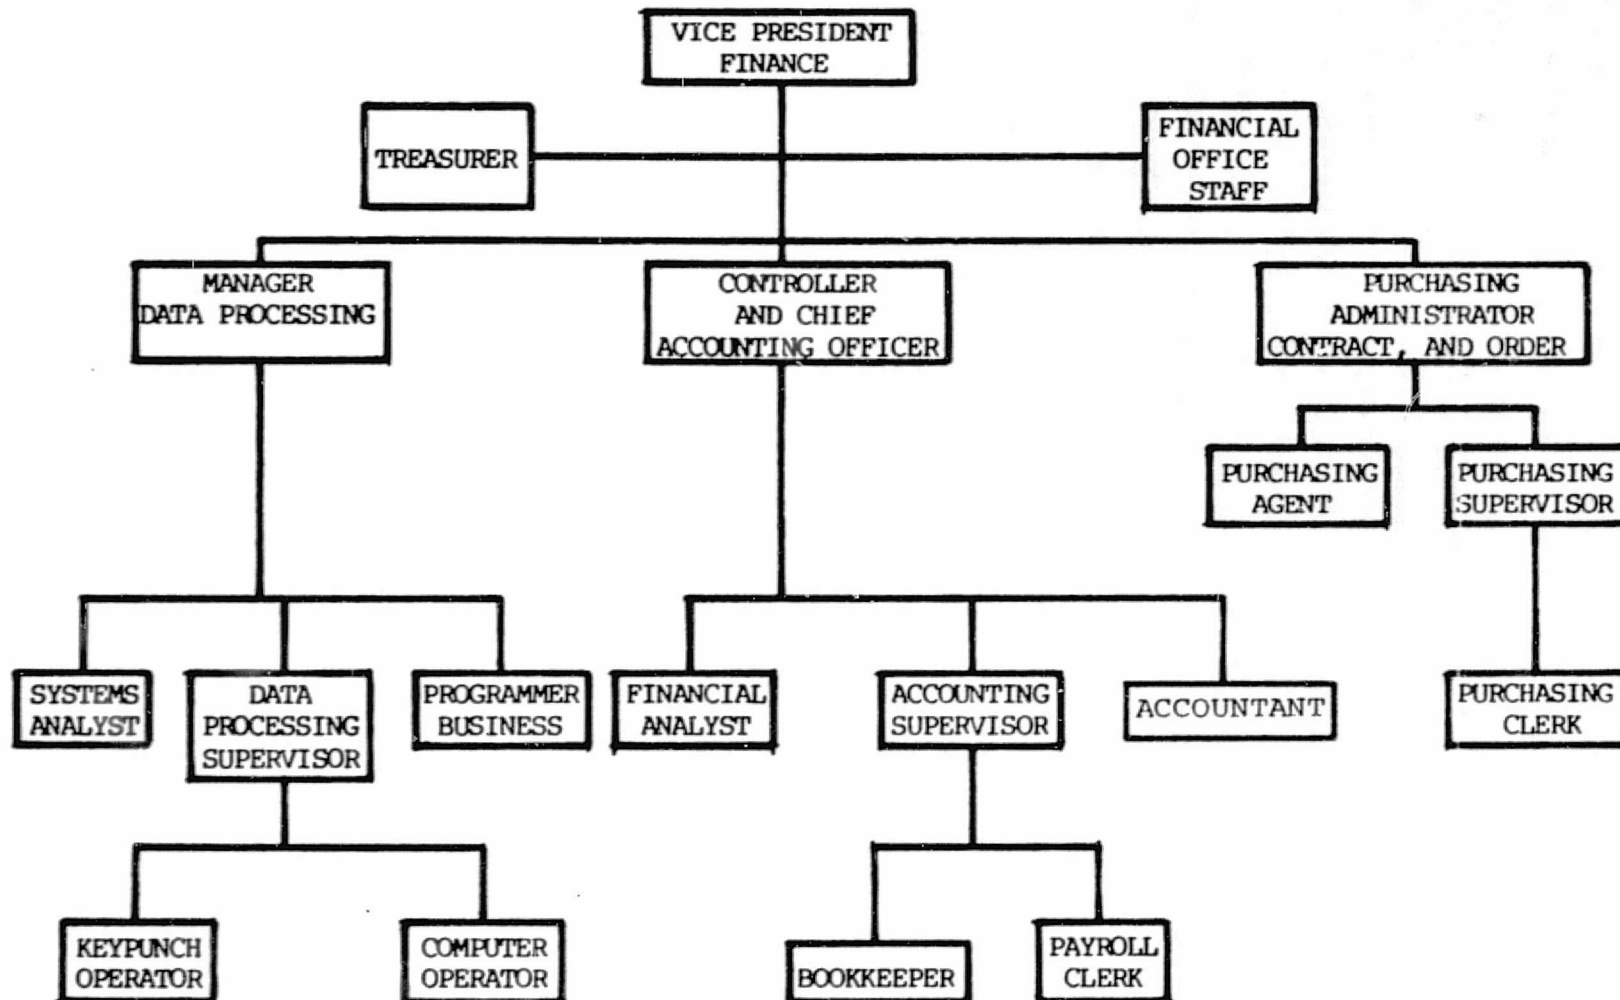 VICE PRESIDENT
FINANCE
TREASURER
FINANCIAL
OFFICE
STAFF
MANAGER
DATA PROCESSING
CONTROLLER
AND CHIEF
ACCOUNTING OFFICER
PURCHASING
ADMINISTRATOR
CONTRACT, AND ORDER
PURCHASING
AGENT
PURCHASING
SUPERVISOR
SYSTEMS
ANALYST
DATA
PROCESSING
SUPERVISOR
PROGRAMMER
BUSINESS
FINANCIAL
ANALYST
ACCOUNTING
SUPERVISOR
ACCOUNTANT
PURCHASING
CLERK
KEYPUNCH
OPERATOR
COMPUTER
OPERATOR
BOOKKEEPER
PAYROLL
CLERK